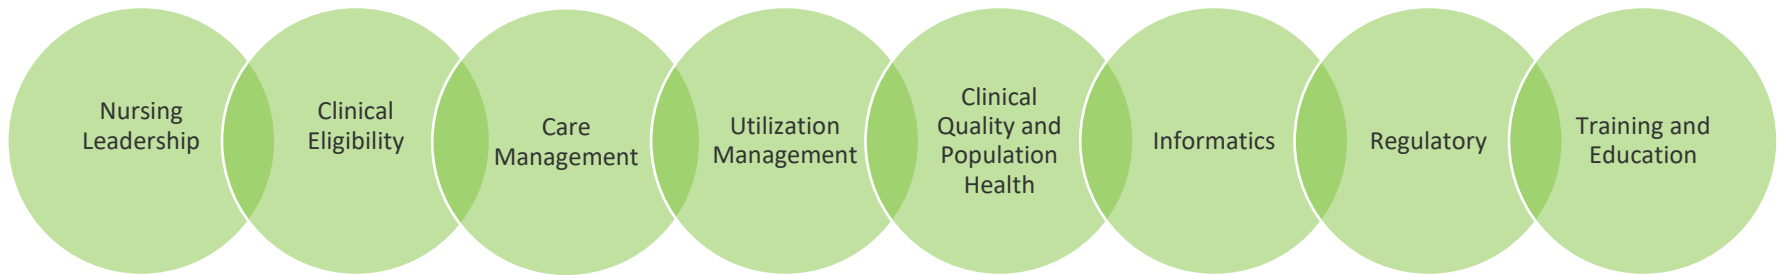 Nursing
Leadership
Clinical
Eligibility
Care
Management
Utilization
Management
Clinical
Quality and
Population
Health
Informatics
Regulatory
Training and
Education